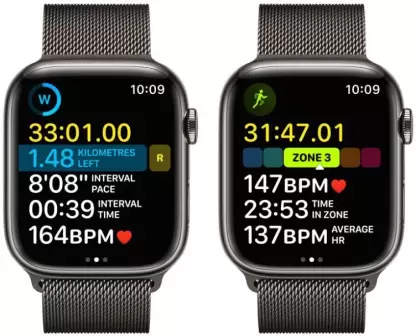 W
10:09
33:01.00
1.48 KILOMETRES LEFT
R
8'08" INTERVAL PACE
00:39 INTERVAL TIME
164BPM
10:09
31:47.01
ZONE 3
147BPM
23:53 TIME IN ZONE
137BPM AVERAGE HR